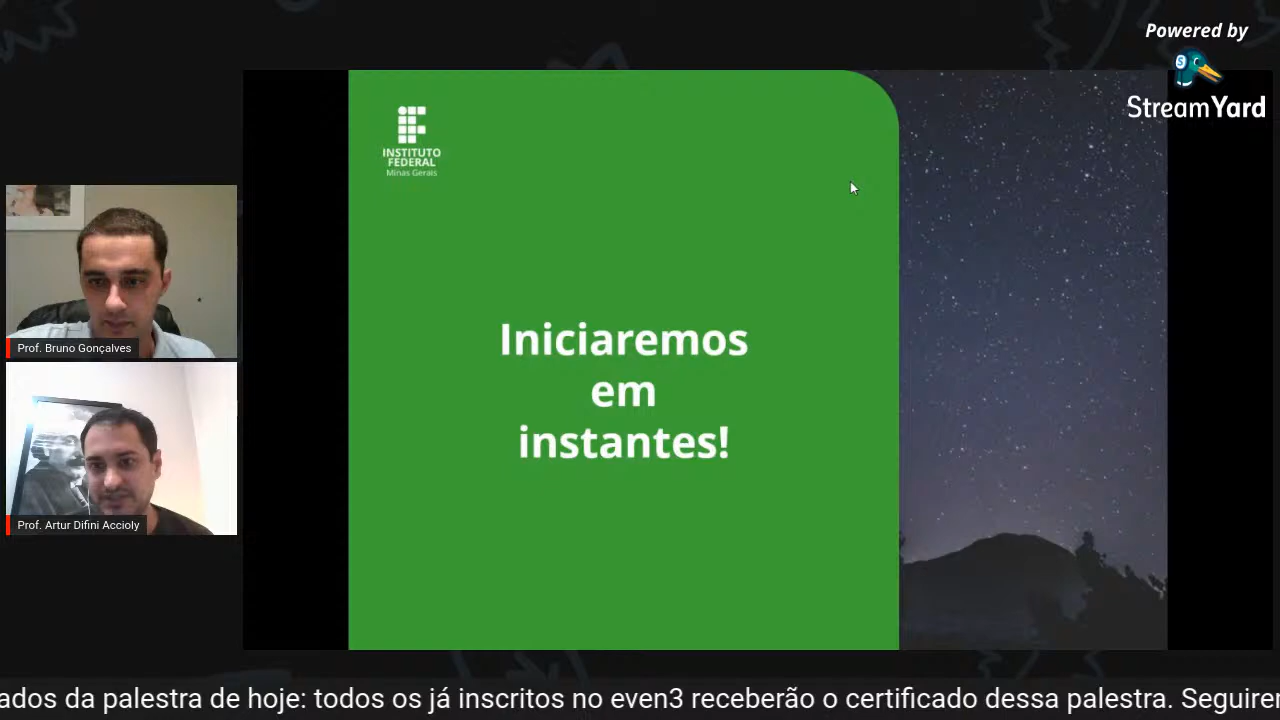 Powered by
StreamYard
INSTITUTO
FEDERAL
Minas Gerais
Iniciaremos
em
instantes!
Prof. Bruno Gonçalves
Prof. Artur Difini Accioly
ados da palestra de hoje: todos os já inscritos no even3 receberão o certificado dessa palestra. Seguirem